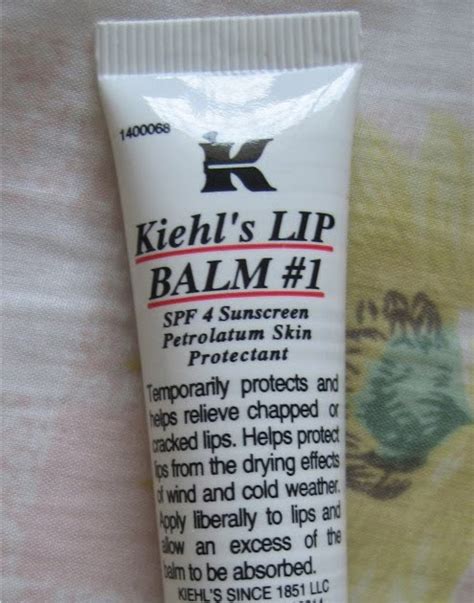 1400068
K
Kiehl's LIP
BALM #1
SPF 4 Sunscreen
Petrolatum Skin
Protectant
Temporarily protects and
helps relieve chapped or
cracked lips. Helps protect
lips from the drying effects
of wind and cold weather.
Apply liberally to lips and
allow an excess of the
balm to be absorbed.
KIEHL'S SINCE 1851 LLC